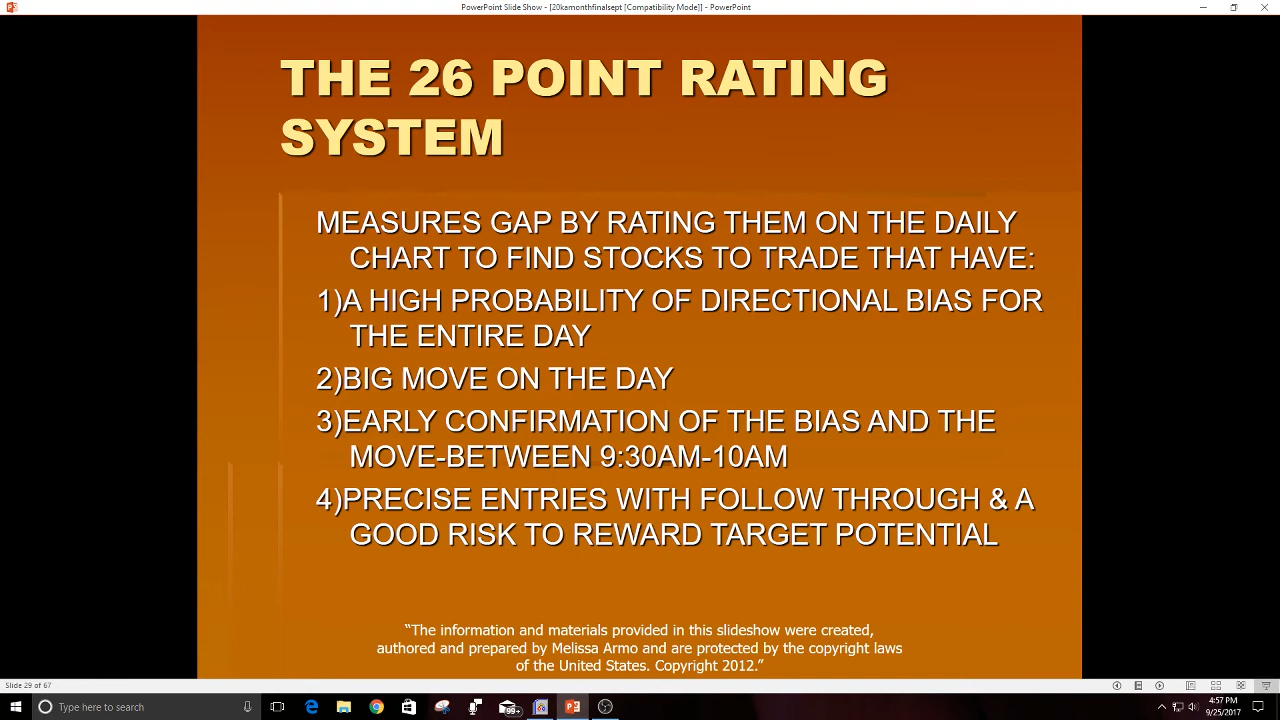 PowerPoint Slide Show - [20kamonthfinalsept [Compatibility Mode]] - PowerPoint
THE 26 POINT RATING
SYSTEM
MEASURES GAP BY RATING THEM ON THE DAILY
CHART TO FIND STOCKS TO TRADE THAT HAVE:
1)A HIGH PROBABILITY OF DIRECTIONAL BIAS FOR
THE ENTIRE DAY
2)BIG MOVE ON THE DAY
3)EARLY CONFIRMATION OF THE BIAS AND THE
MOVE-BETWEEN 9:30AM-10AM
4)PRECISE ENTRIES WITH FOLLOW THROUGH & A
GOOD RISK TO REWARD TARGET POTENTIAL
“The information and materials provided in this slideshow were created,
authored and prepared by Melissa Armo and are protected by the copyright laws
of the United States. Copyright 2012.”
Slide 29 of 67
Type here to search
99+
4:57 PM
9/25/2017